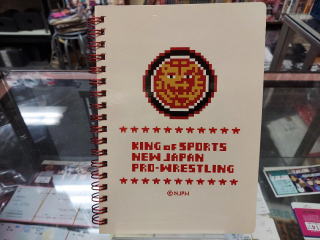 KING OF SPORTS
NEW JAPAN
PRO-WRESTLING
©NJPW